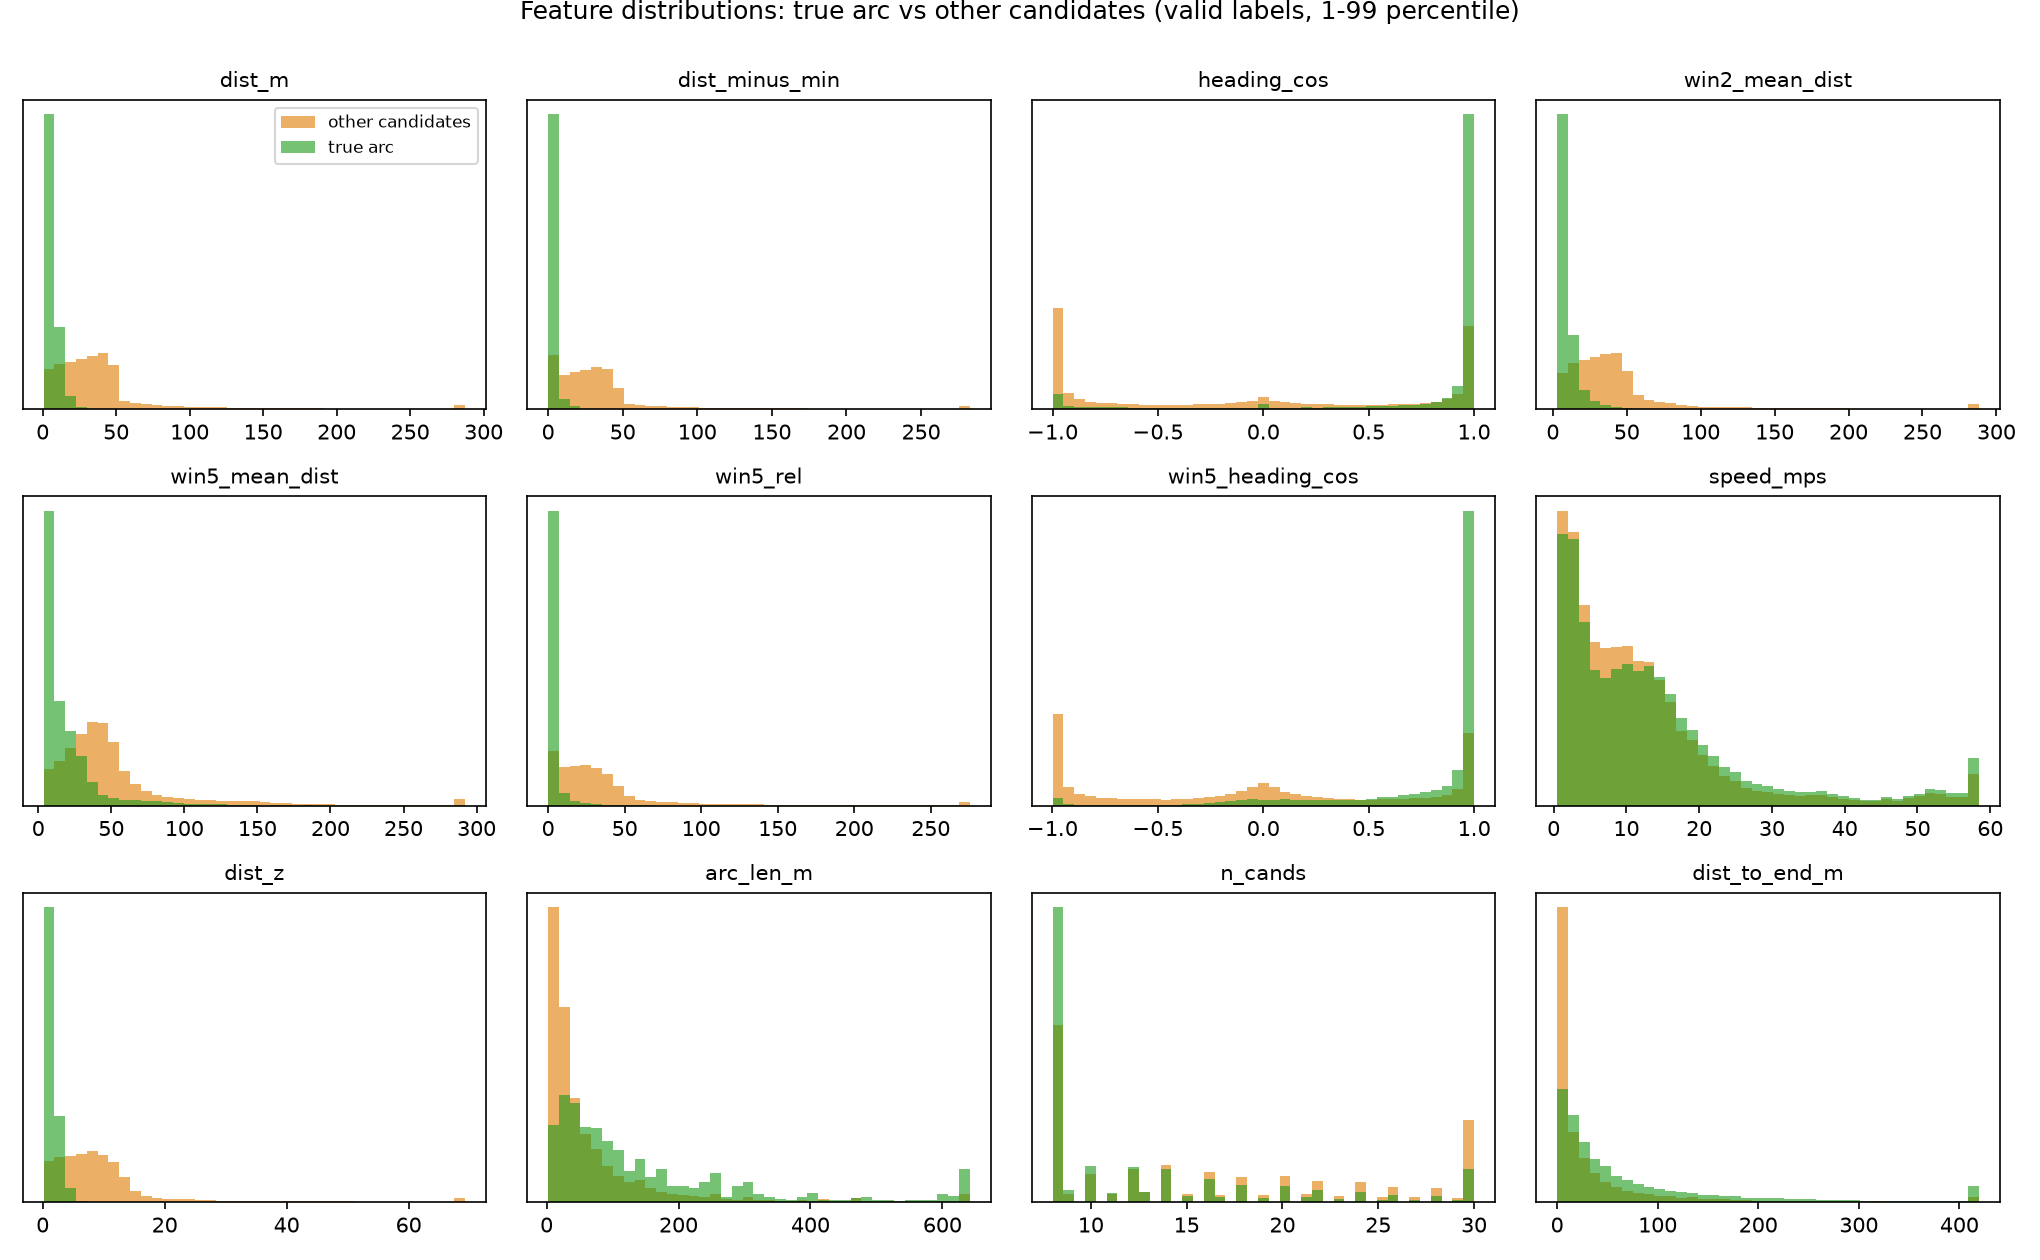 Feature distributions: true arc vs other candidates (valid labels, 1-99 percentile)
dist_m
dist_minus_min
heading_cos
win2_mean_dist
other candidates
true arc
0 50 100 150 200 250 300
0 50 100 150 200 250
−1.0 −0.5 0.0 0.5 1.0
0 50 100 150 200 250 300
win5_mean_dist
win5_rel
win5_heading_cos
speed_mps
0 50 100 150 200 250 300
0 50 100 150 200 250
−1.0 −0.5 0.0 0.5 1.0
0 10 20 30 40 50 60
dist_z
arc_len_m
n_cands
dist_to_end_m
0 20 40 60
0 200 400 600
10 15 20 25 30
0 100 200 300 400